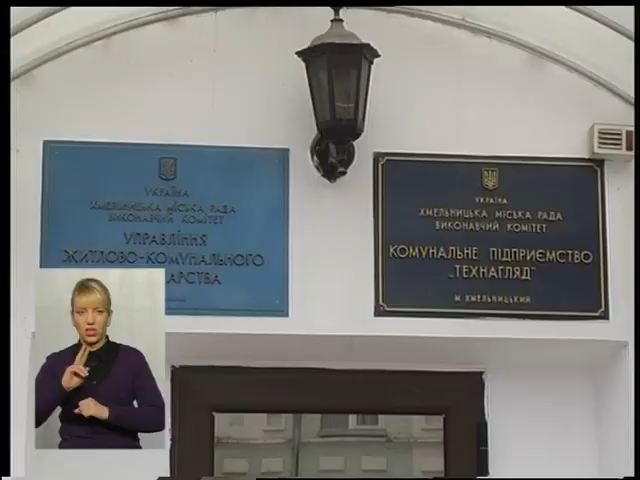 УКРАЇНА
ХМЕЛЬНИЦЬКА МІСЬКА РАДА
ВИКОНАВЧИЙ КОМІТЕТ
УПРАВЛІННЯ
ЖИТЛОВО-КОМУНАЛЬНОГО
УКРАЇНА
ХМЕЛЬНИЦЬКА МІСЬКА РАДА
ВИКОНАВЧИЙ КОМІТЕТ
КОМУНАЛЬНЕ ПІДПРИЄМСТВО
„ТЕХНАГЛЯД"
М. ХМЕЛЬНИЦЬКИЙ